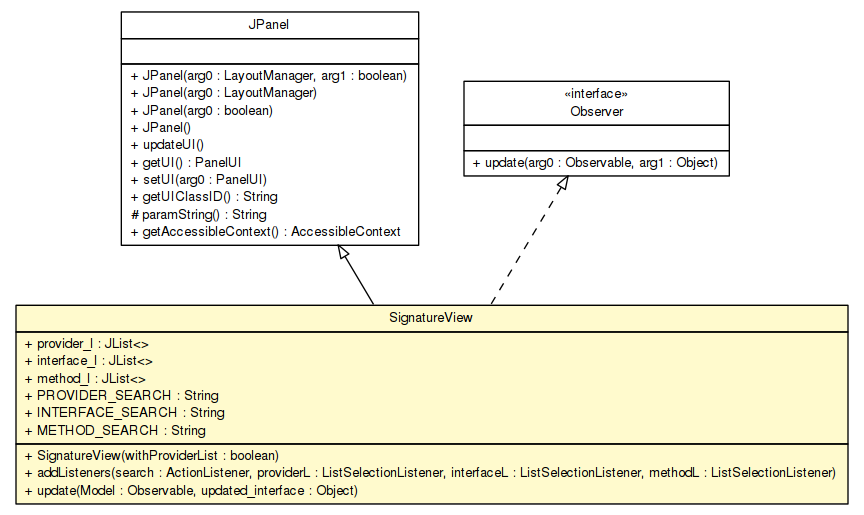 JPanel
+ JPanel(arg0 : LayoutManager, arg1 : boolean)
+ JPanel(arg0 : LayoutManager)
+ JPanel(arg0 : boolean)
+ JPanel()
+ updateUI()
+ getUI() : PanelUI
+ setUI(arg0 : PanelUI)
+ getUIClassID() : String
# paramString() : String
+ getAccessibleContext() : AccessibleContext
«interface»
Observer
+ update(arg0 : Observable, arg1 : Object)
SignatureView
+ provider_l : JList<>
+ interface_l : JList<>
+ method_l : JList<>
+ PROVIDER_SEARCH : String
+ INTERFACE_SEARCH : String
+ METHOD_SEARCH : String
+ SignatureView(withProviderList : boolean)
+ addListeners(search : ActionListener, providerL : ListSelectionListener, interfaceL : ListSelectionListener, methodL : ListSelectionListener)
+ update(Model : Observable, updated_interface : Object)